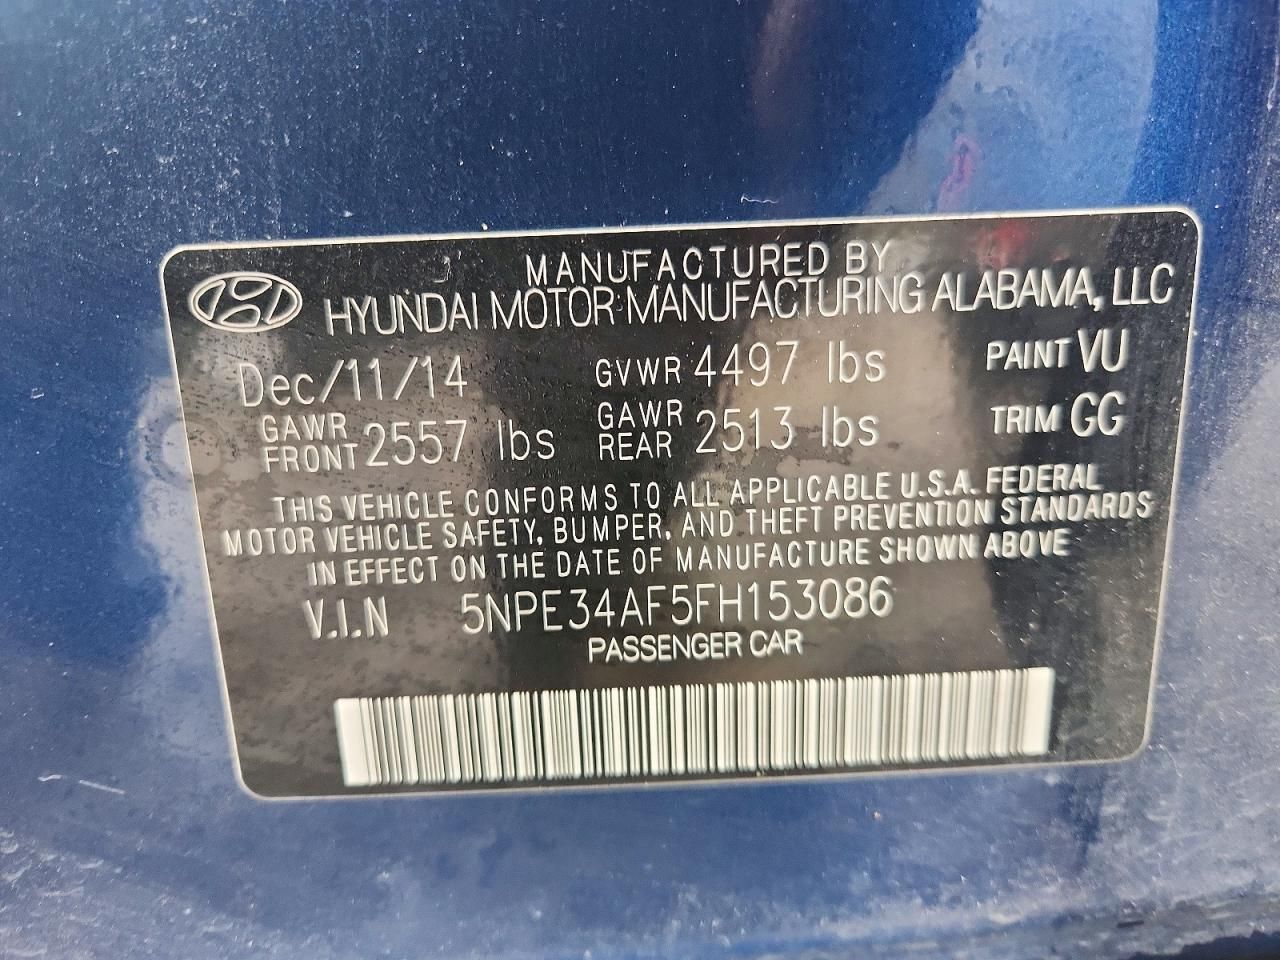 MANUFACTURED BY
HYUNDAI MOTOR MANUFACTURING ALABAMA, LLC
Dec/11/14 GVWR 4497 lbs PAINT VU
GAWR FRONT 2557 lbs GAWR REAR 2513 lbs TRIM GG
THIS VEHICLE CONFORMS TO ALL APPLICABLE U.S.A. FEDERAL
MOTOR VEHICLE SAFETY, BUMPER, AND THEFT PREVENTION STANDARDS
IN EFFECT ON THE DATE OF MANUFACTURE SHOWN ABOVE
V.I.N 5NPE34AF5FH153086
PASSENGER CAR